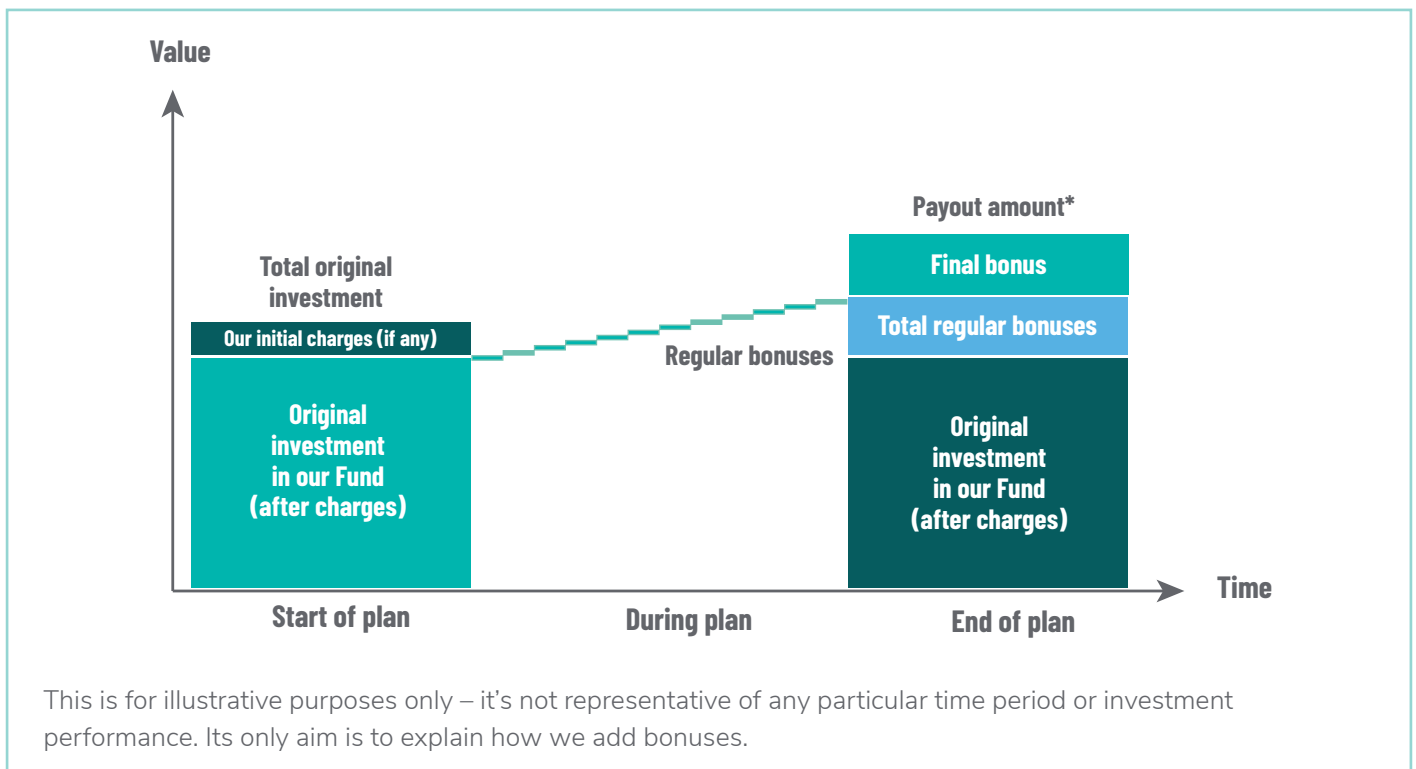 Value
Payout amount*
Final bonus
Total original
investment
Our initial charges (if any)
Total regular bonuses
Regular bonuses
Original
investment
in our Fund
(after charges)
Original
investment
in our Fund
(after charges)
Time
Start of plan
During plan
End of plan
This is for illustrative purposes only – it’s not representative of any particular time period or investment
performance. Its only aim is to explain how we add bonuses.